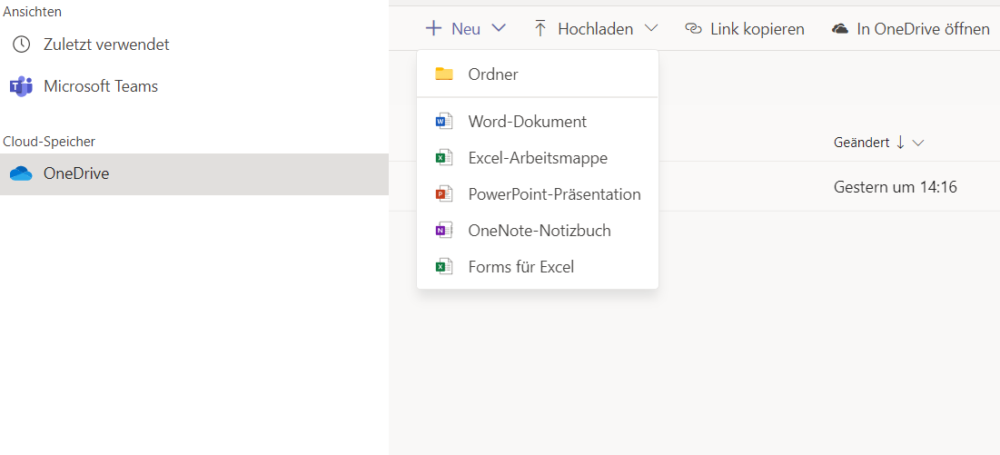 Ansichten
Zuletzt verwendet
Microsoft Teams
Cloud-Speicher
OneDrive
Neu
Hochladen
Link kopieren
In OneDrive öffnen
Ordner
Word-Dokument
Excel-Arbeitsmappe
PowerPoint-Präsentation
OneNote-Notizbuch
Forms für Excel
Geändert
Gestern um 14:16